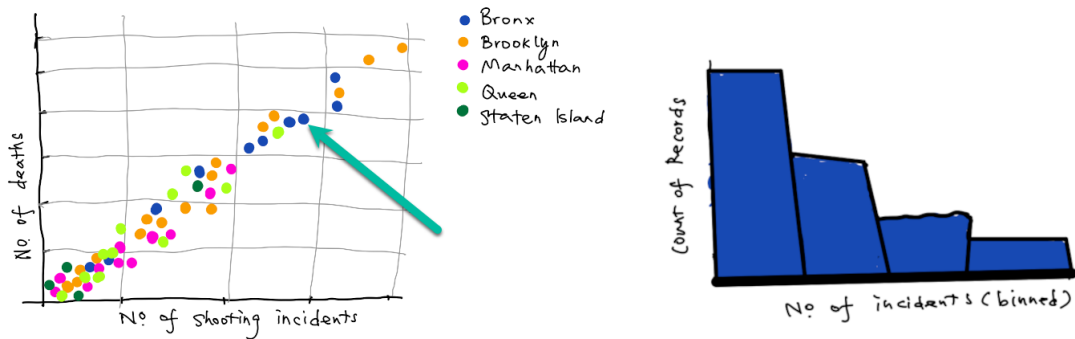 Bronx
Brooklyn
Manhattan
Queen
Staten Island
No. of deaths
No. of shooting incidents
Count of Records
No. of incidents (binned)